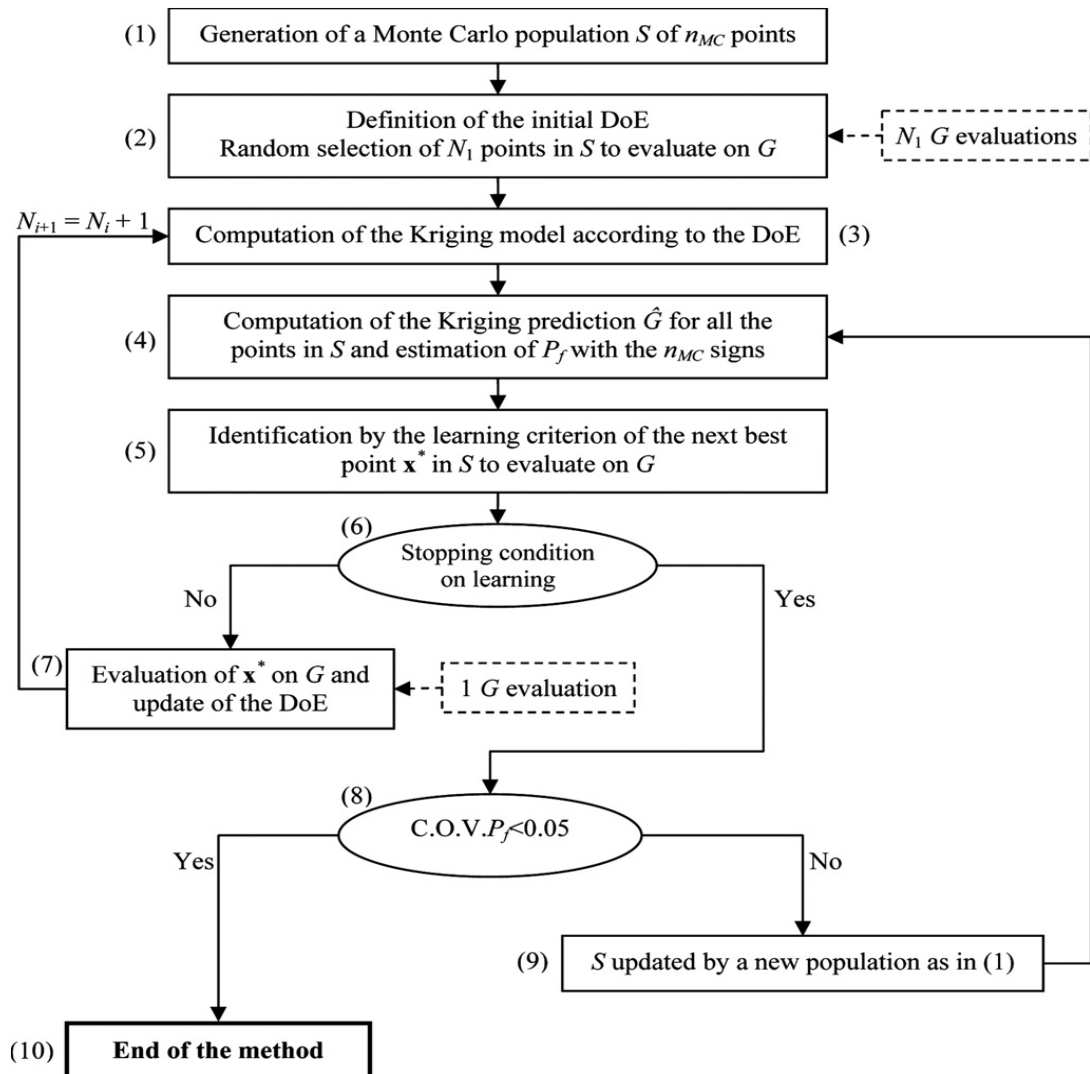 (1)
Generation of a Monte Carlo population S of n_MC points
(2)
Definition of the initial DoE
Random selection of N_1 points in S to evaluate on G
N_1 G evaluations
N_{i+1} = N_i + 1
Computation of the Kriging model according to the DoE
(3)
(4)
Computation of the Kriging prediction Ĝ for all the
points in S and estimation of P_f with the n_MC signs
(5)
Identification by the learning criterion of the next best
point x* in S to evaluate on G
(6)
Stopping condition
on learning
No
Yes
(7)
Evaluation of x* on G and
update of the DoE
1 G evaluation
(8)
C.O.V.P_f<0.05
Yes
No
(9)
S updated by a new population as in (1)
(10)
End of the method